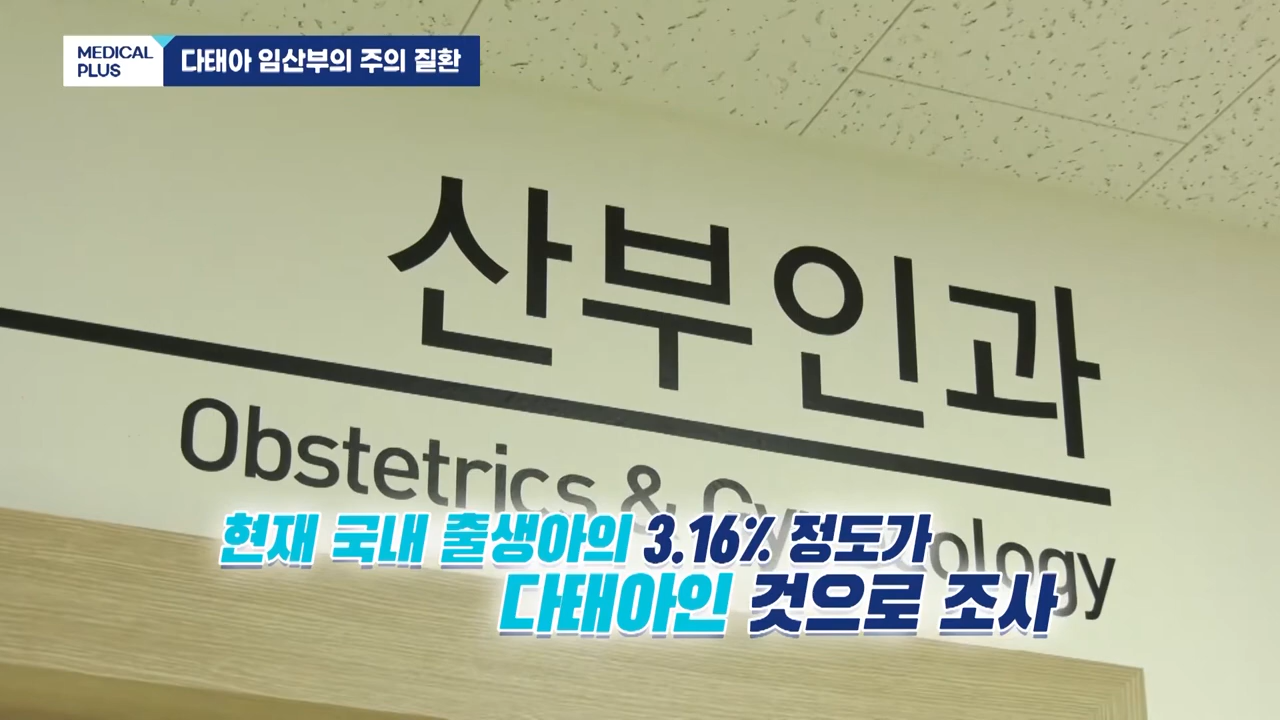 MEDICAL
PLUS
다태아 임산부의 주의 질환
산부인과
Obstetrics & Gynecology
현재 국내 출생아의 3.16% 정도가
다태아인 것으로 조사